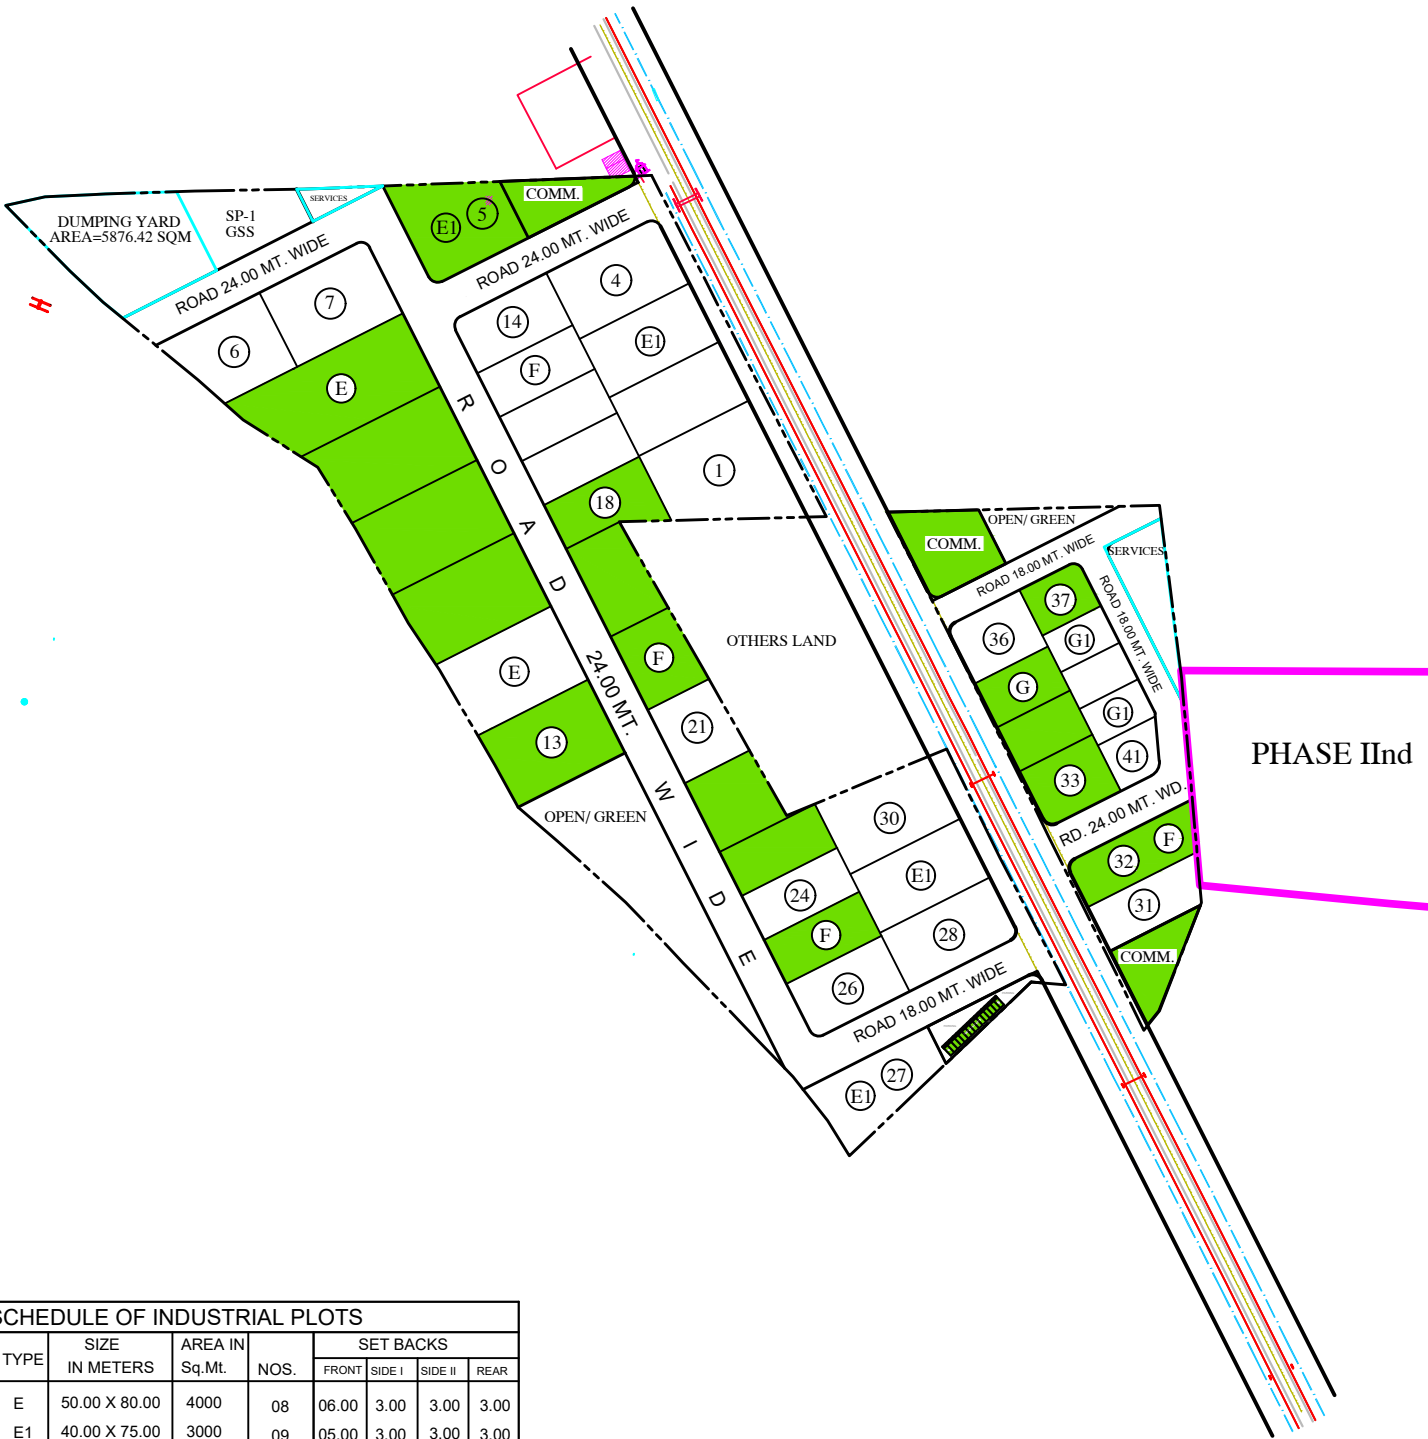 COMM.
SERVICES
DUMPING YARD
AREA=5876.42 SQM
SP-1
GSS
E1
5
ROAD 24.00 MT. WIDE
ROAD 24.00 MT. WIDE
7
6
4
14
E1
F
E
1
18
ROAD 24.00 MT. WIDE
COMM.
OPEN/ GREEN
SERVICES
ROAD 18.00 MT. WIDE
ROAD 18.00 MT. WIDE
37
36
G1
G
G1
41
33
OTHERS LAND
F
E
21
13
PHASE IInd
OPEN/ GREEN
RD. 24.00 MT. WD.
30
32
F
E1
24
31
F
28
COMM.
26
ROAD 18.00 MT. WIDE
27
E1
SCHEDULE OF INDUSTRIAL PLOTS
TYPE SIZE IN METERS AREA IN Sq.Mt. NOS. SET BACKS
FRONT SIDE I SIDE II REAR
E 50.00 X 80.00 4000 08 06.00 3.00 3.00 3.00
E1 40.00 X 75.00 3000 09 05.00 3.00 3.00 3.00